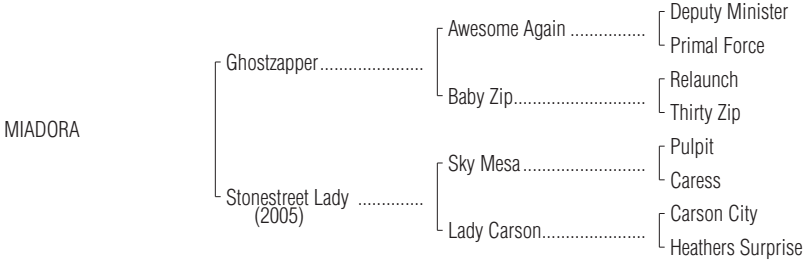 Deputy Minister
Awesome Again ................
Primal Force
Ghostzapper......................
Relaunch
Baby Zip............................
Thirty Zip
MIADORA
Pulpit
Sky Mesa..........................
Caress
Stonestreet Lady ..............
(2005)
Carson City
Lady Carson......................
Heathers Surprise